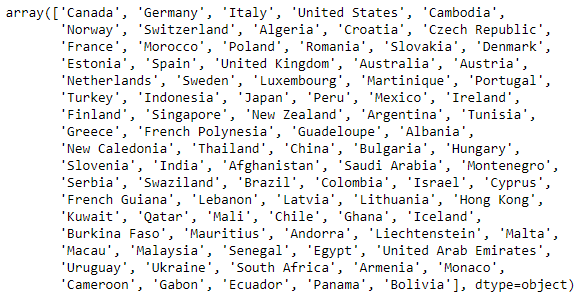 array(['Canada', 'Germany', 'Italy', 'United States', 'Cambodia',
'Norway', 'Switzerland', 'Algeria', 'Croatia', 'Czech Republic',
'France', 'Morocco', 'Poland', 'Romania', 'Slovakia', 'Denmark',
'Estonia', 'Spain', 'United Kingdom', 'Australia', 'Austria',
'Netherlands', 'Sweden', 'Luxembourg', 'Martinique', 'Portugal',
'Turkey', 'Indonesia', 'Japan', 'Peru', 'Mexico', 'Ireland',
'Finland', 'Singapore', 'New Zealand', 'Argentina', 'Tunisia',
'Greece', 'French Polynesia', 'Guadeloupe', 'Albania',
'New Caledonia', 'Thailand', 'China', 'Bulgaria', 'Hungary',
'Slovenia', 'India', 'Afghanistan', 'Saudi Arabia', 'Montenegro',
'Serbia', 'Swaziland', 'Brazil', 'Colombia', 'Israel', 'Cyprus',
'French Guiana', 'Lebanon', 'Latvia', 'Lithuania', 'Hong Kong',
'Kuwait', 'Qatar', 'Mali', 'Chile', 'Ghana', 'Iceland',
'Burkina Faso', 'Mauritius', 'Andorra', 'Liechtenstein', 'Malta',
'Macau', 'Malaysia', 'Senegal', 'Egypt', 'United Arab Emirates',
'Uruguay', 'Ukraine', 'South Africa', 'Armenia', 'Monaco',
'Cameroon', 'Gabon', 'Ecuador', 'Panama', 'Bolivia'], dtype=object)